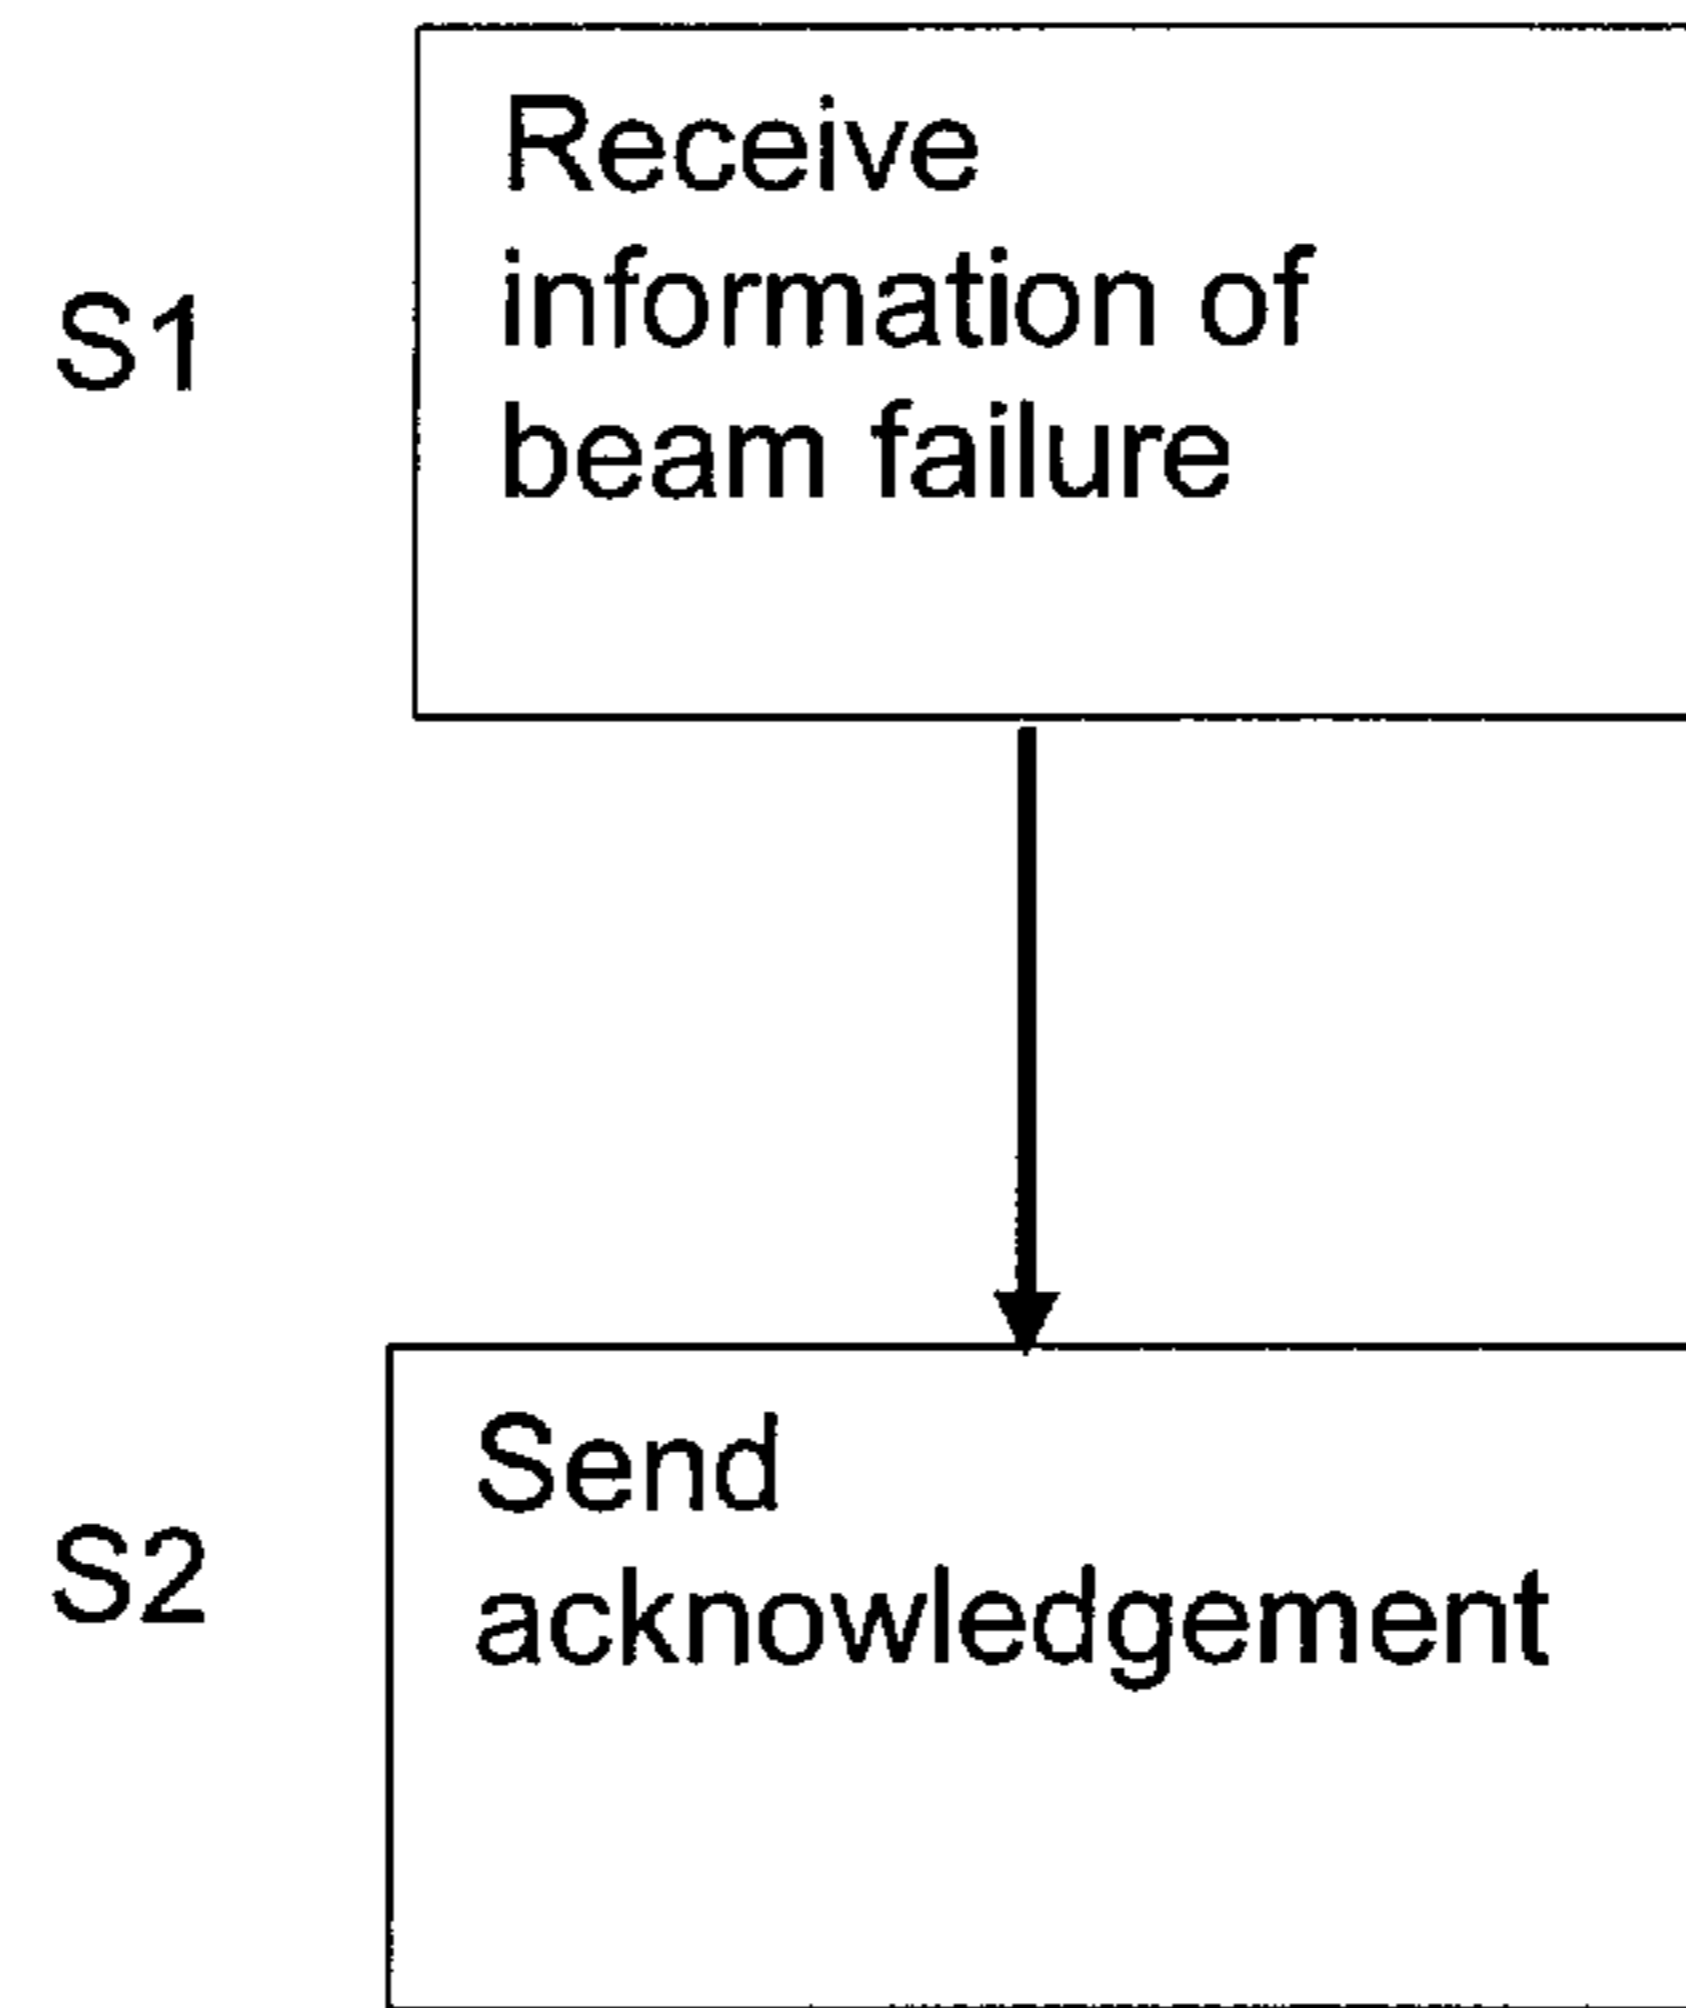 Receive
information of
beam failure
S1
Send
acknowledgement
S2